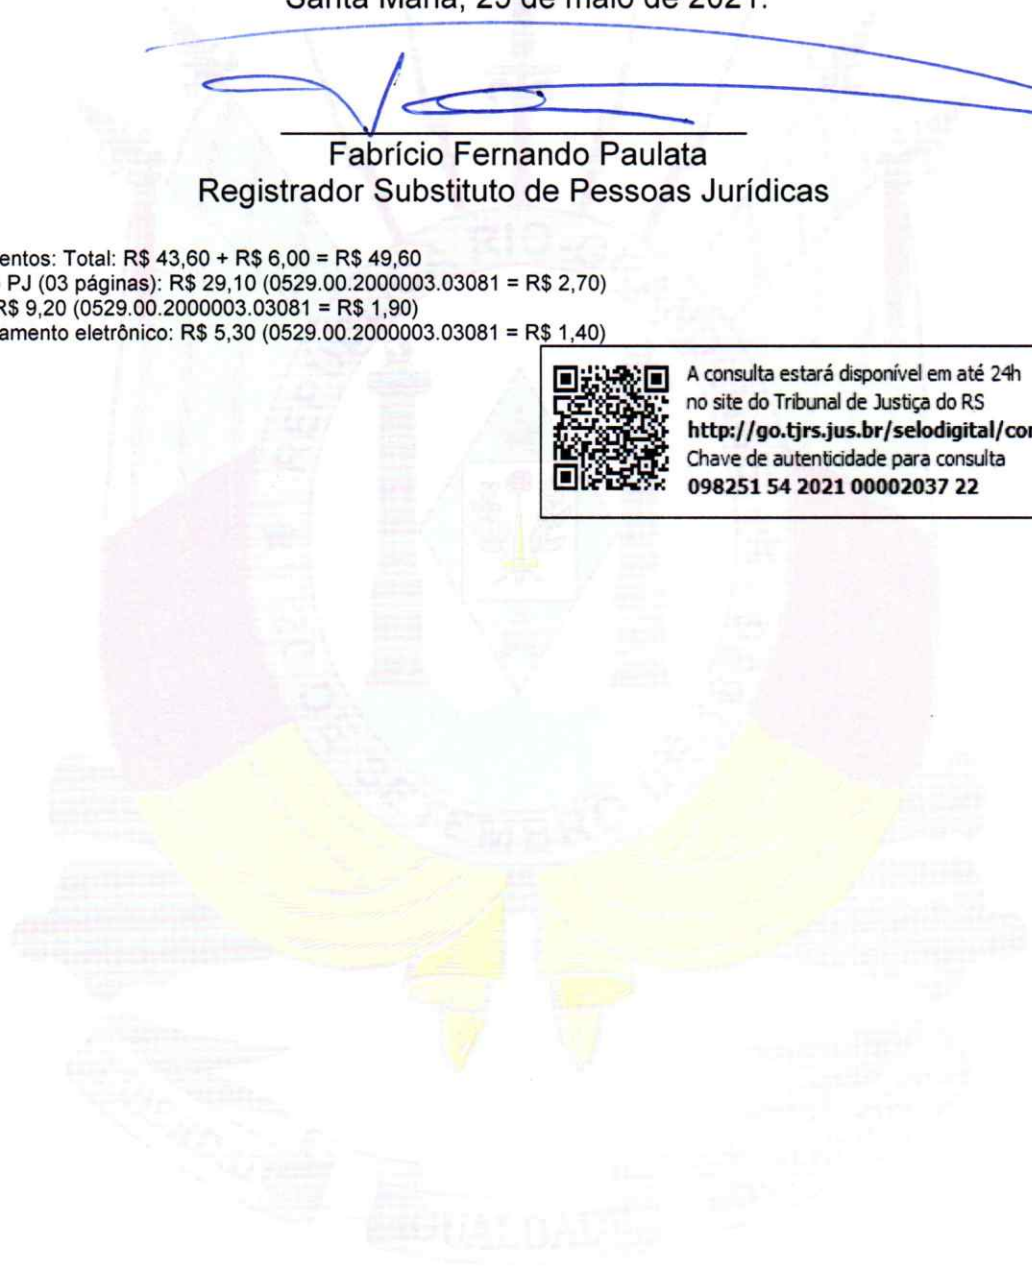 Santa Maria, 25 de maio de 2021.
Fabrício Fernando Paulata
Registrador Substituto de Pessoas Jurídicas
entos: Total: R$ 43,60 + R$ 6,00 = R$ 49,60
PJ (03 páginas): R$ 29,10 (0529.00.2000003.03081 = R$ 2,70)
R$ 9,20 (0529.00.2000003.03081 = R$ 1,90)
amento eletrônico: R$ 5,30 (0529.00.2000003.03081 = R$ 1,40)
A consulta estará disponível em até 24h
no site do Tribunal de Justiça do RS
http://go.tjrs.jus.br/selodigital/con
Chave de autenticidade para consulta
098251 54 2021 00002037 22